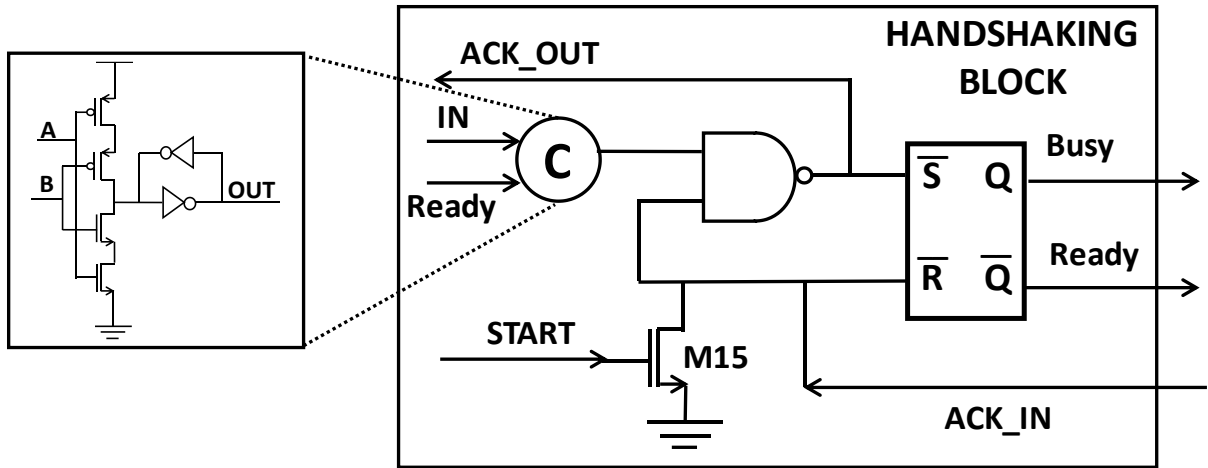 HANDSHAKING
BLOCK
ACK_OUT
IN
C
Ready
A
B
OUT
S Q
Busy
R Q
Ready
START
M15
ACK_IN